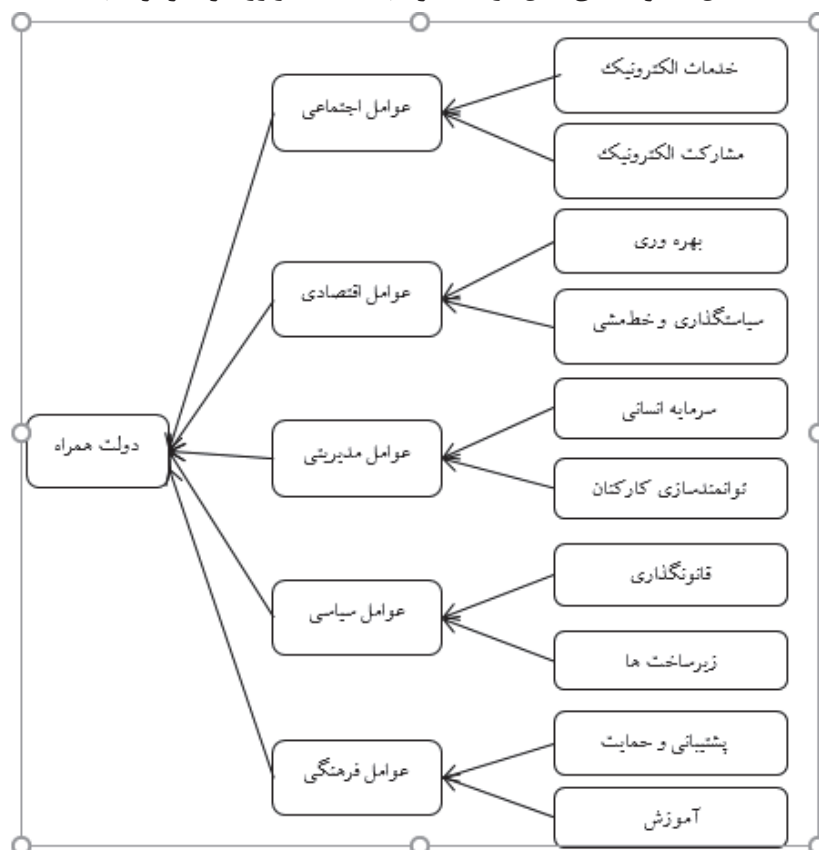 خدمات الکترونیک
عوامل اجتماعی
مشارکت الکترونیک
بهره وری
عوامل اقتصادی
سیاستگذاری و خط‌مشی
سرمایه انسانی
عوامل مدیریتی
دولت همراه
توانمندسازی کارکنان
قانونگذاری
عوامل سیاسی
زیرساخت ها
پشتیبانی و حمایت
عوامل فرهنگی
آموزش